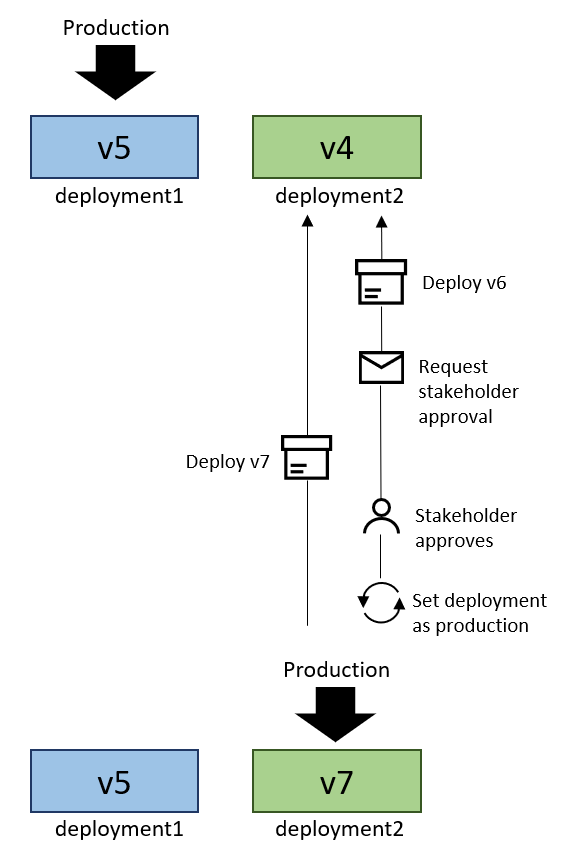 Production
v5
v4
deployment1
deployment2
Deploy v6
Request
stakeholder
approval
Deploy v7
Stakeholder
approves
Set deployment
as production
Production
v5
v7
deployment1
deployment2